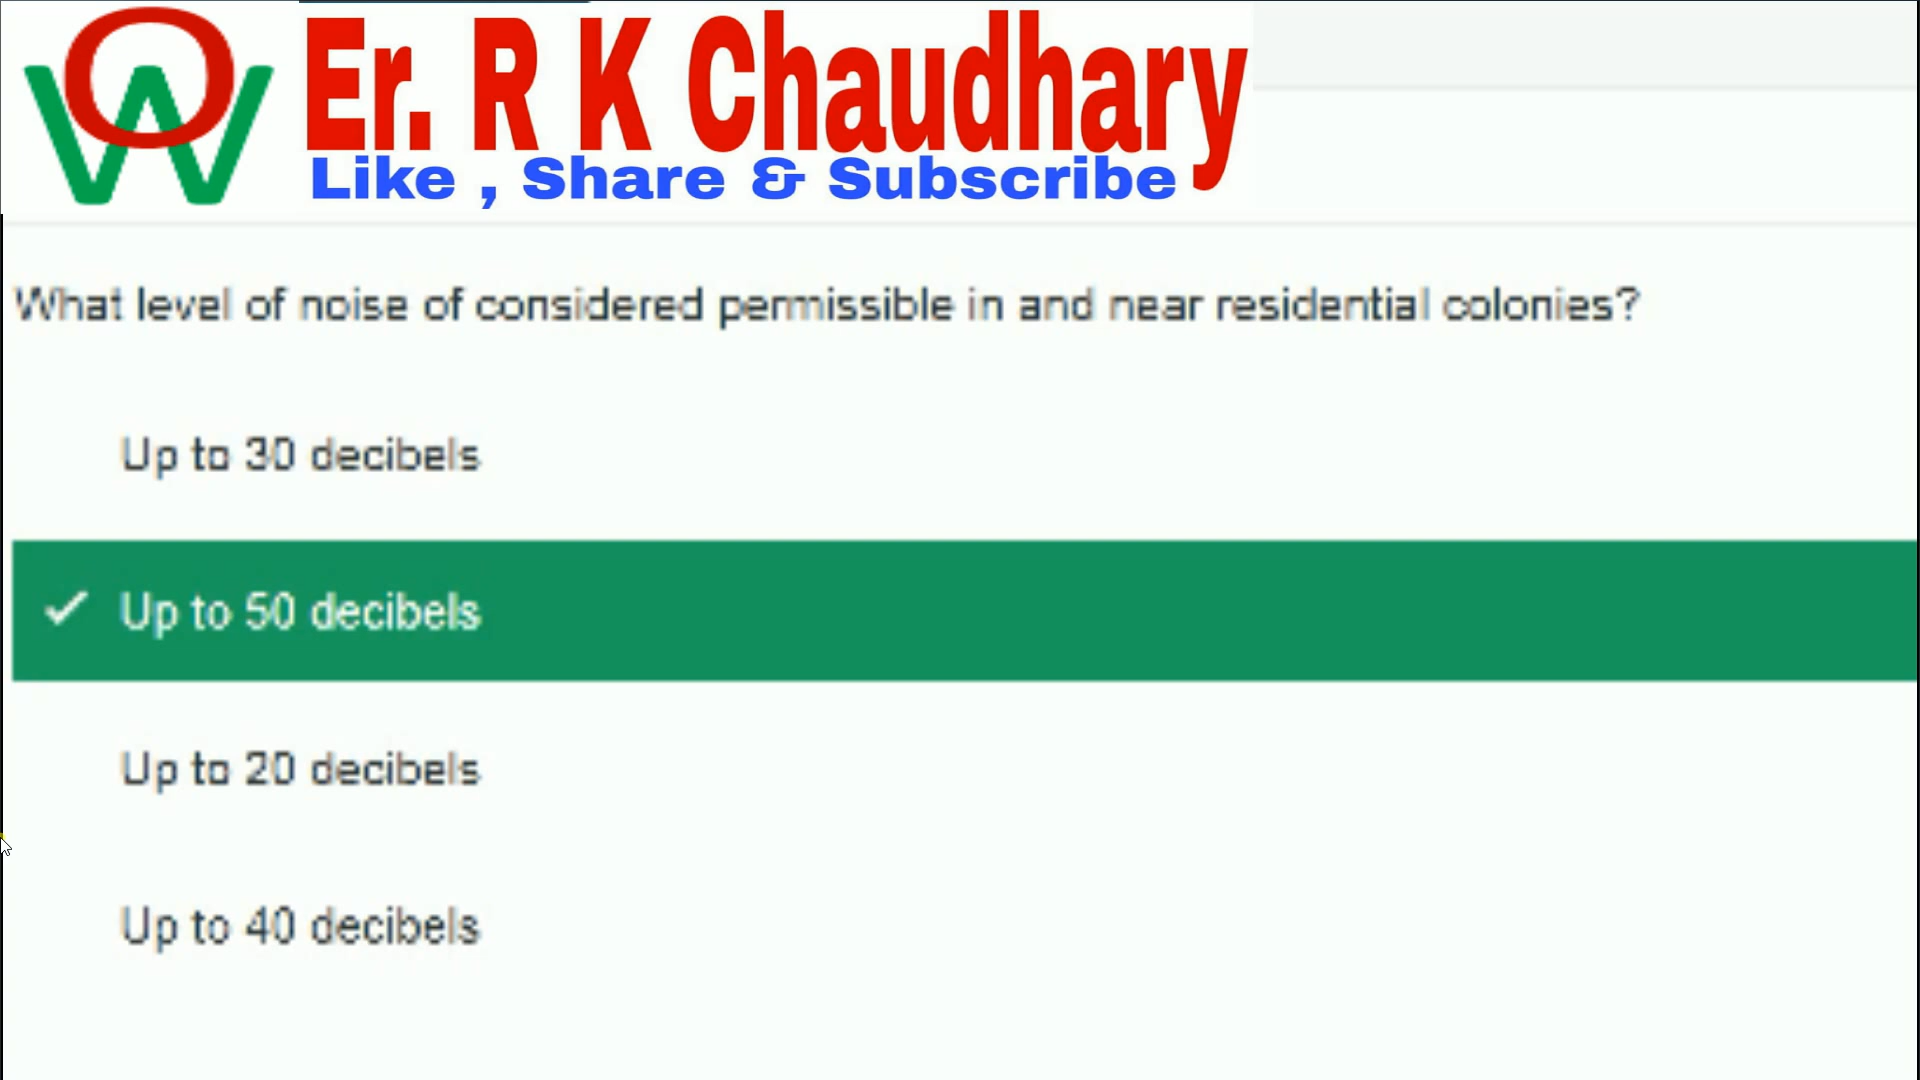 Er. R K Chaudhary
Like , Share & Subscribe
What level of noise of considered permissible in and near residential colonies?
Up to 30 decibels
Up to 50 decibels
Up to 20 decibels
Up to 40 decibels